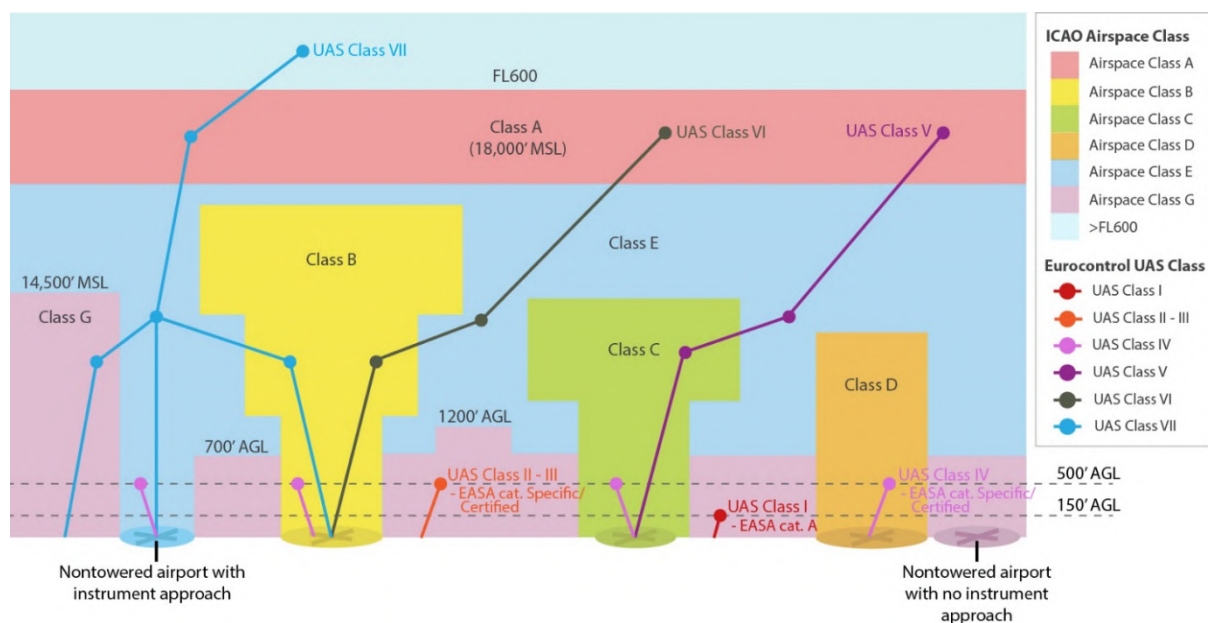 UAS Class VII
FL600
Class A
(18,000’ MSL)
UAS Class VI
UAS Class V
Class B
Class E
14,500’ MSL
Class G
Class C
Class D
1200’ AGL
700’ AGL
UAS Class II - III
- EASA cat. Specific/
Certified
UAS Class I
- EASA cat. A
UAS Class IV
- EASA cat. Specific/
Certified
500’ AGL
150’ AGL
Nontowered airport with
instrument approach
Nontowered airport
with no instrument
approach
ICAO Airspace Class
Airspace Class A
Airspace Class B
Airspace Class C
Airspace Class D
Airspace Class E
Airspace Class G
>FL600
Eurocontrol UAS Class
UAS Class I
UAS Class II - III
UAS Class IV
UAS Class V
UAS Class VI
UAS Class VII